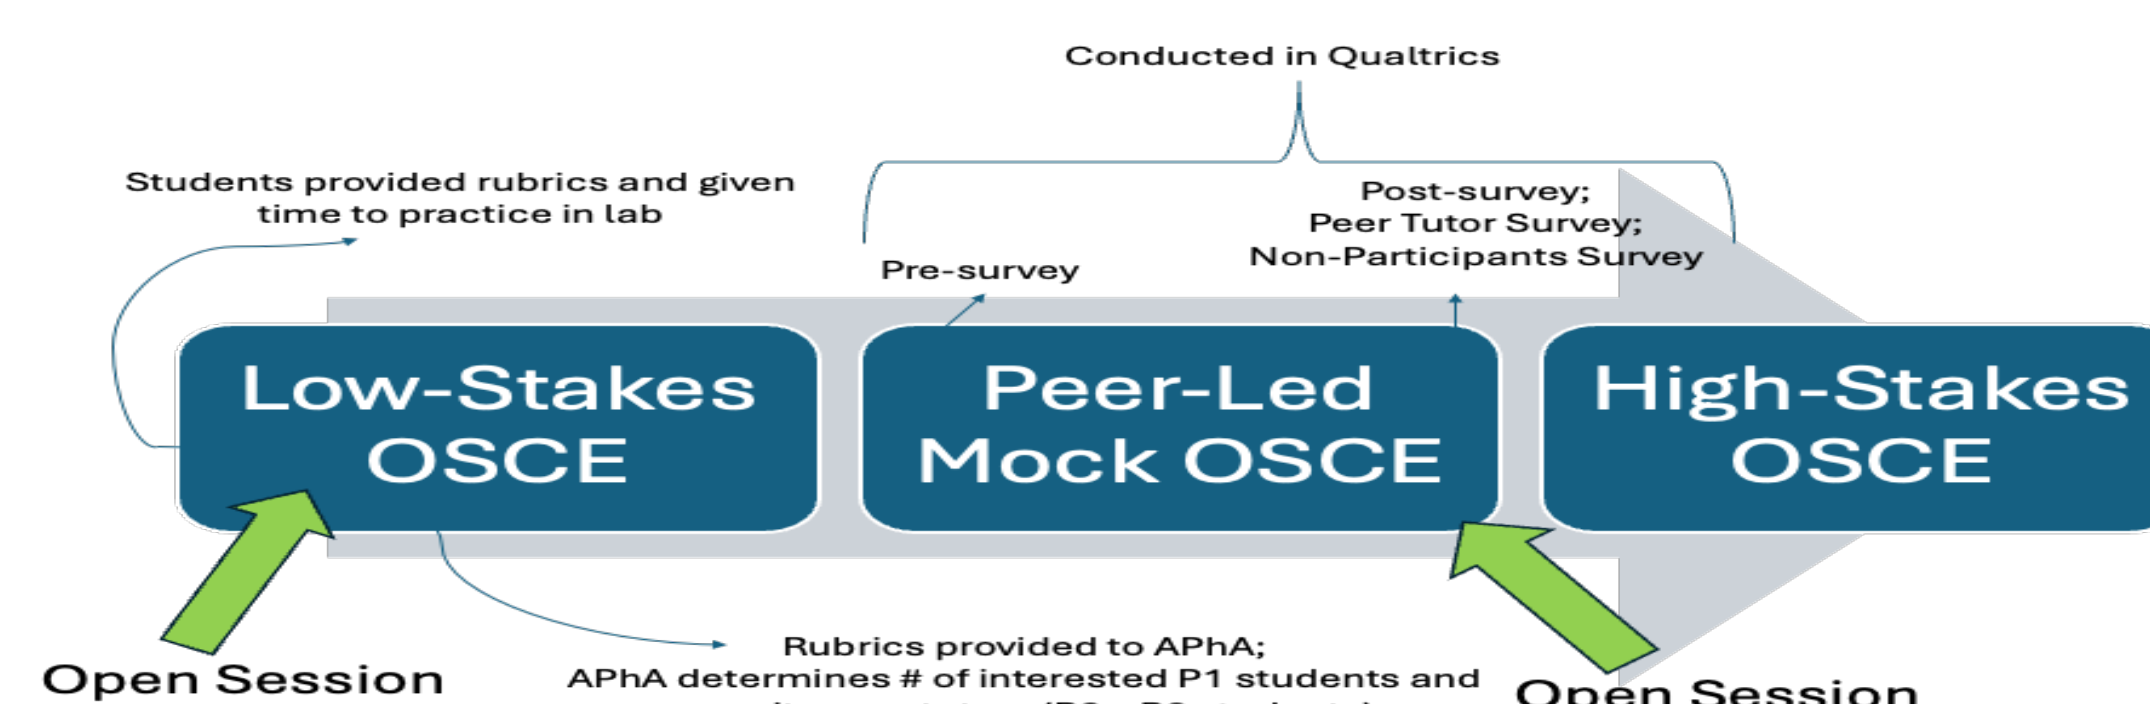 Conducted in Qualtrics
Students provided rubrics and given
time to practice in lab
Post-survey;
Peer Tutor Survey;
Non-Participants Survey
Pre-survey
Low-Stakes
OSCE
Peer-Led
Mock OSCE
High-Stakes
OSCE
Rubrics provided to APhA;
APhA determines # of interested P1 students and
Open Session
Open Session